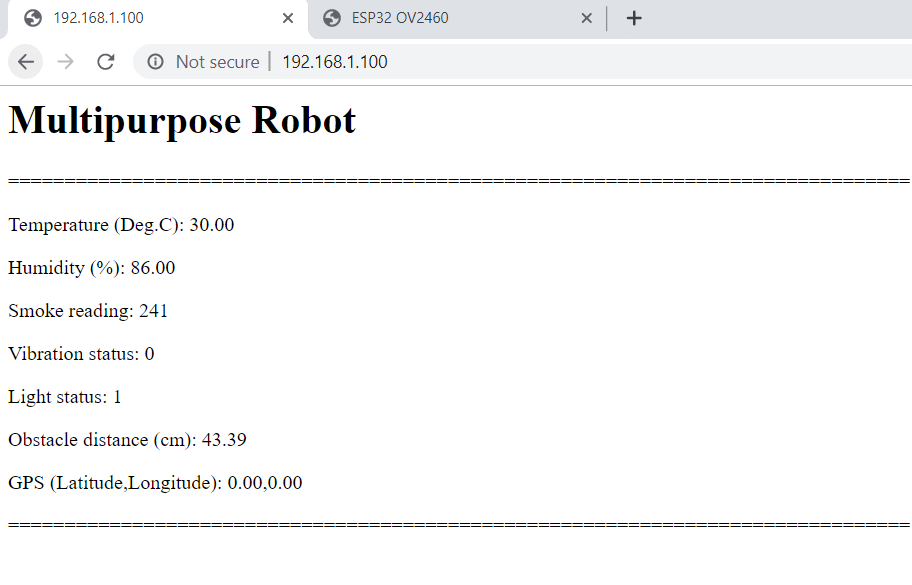 192.168.1.100
ESP32 OV2460
Not secure | 192.168.1.100
Multipurpose Robot
================================================================================
Temperature (Deg.C): 30.00
Humidity (%): 86.00
Smoke reading: 241
Vibration status: 0
Light status: 1
Obstacle distance (cm): 43.39
GPS (Latitude,Longitude): 0.00,0.00
================================================================================